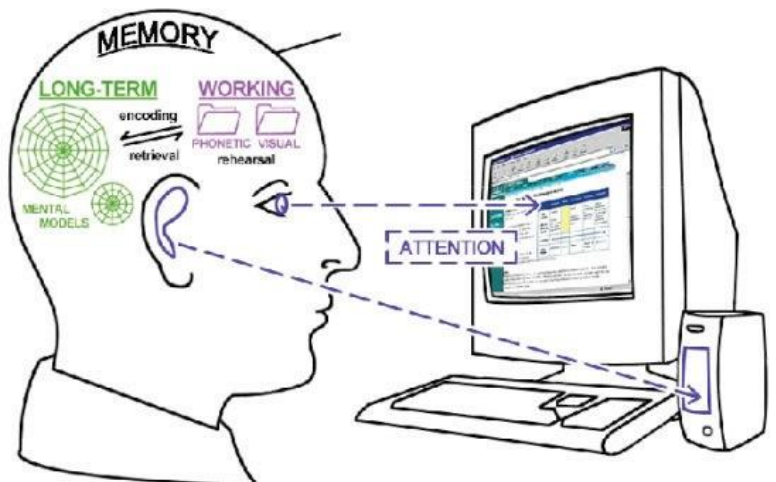 MEMORY
LONG-TERM
WORKING
encoding
retrieval
PHONETIC VISUAL
rehearsal
MENTAL
MODELS
ATTENTION